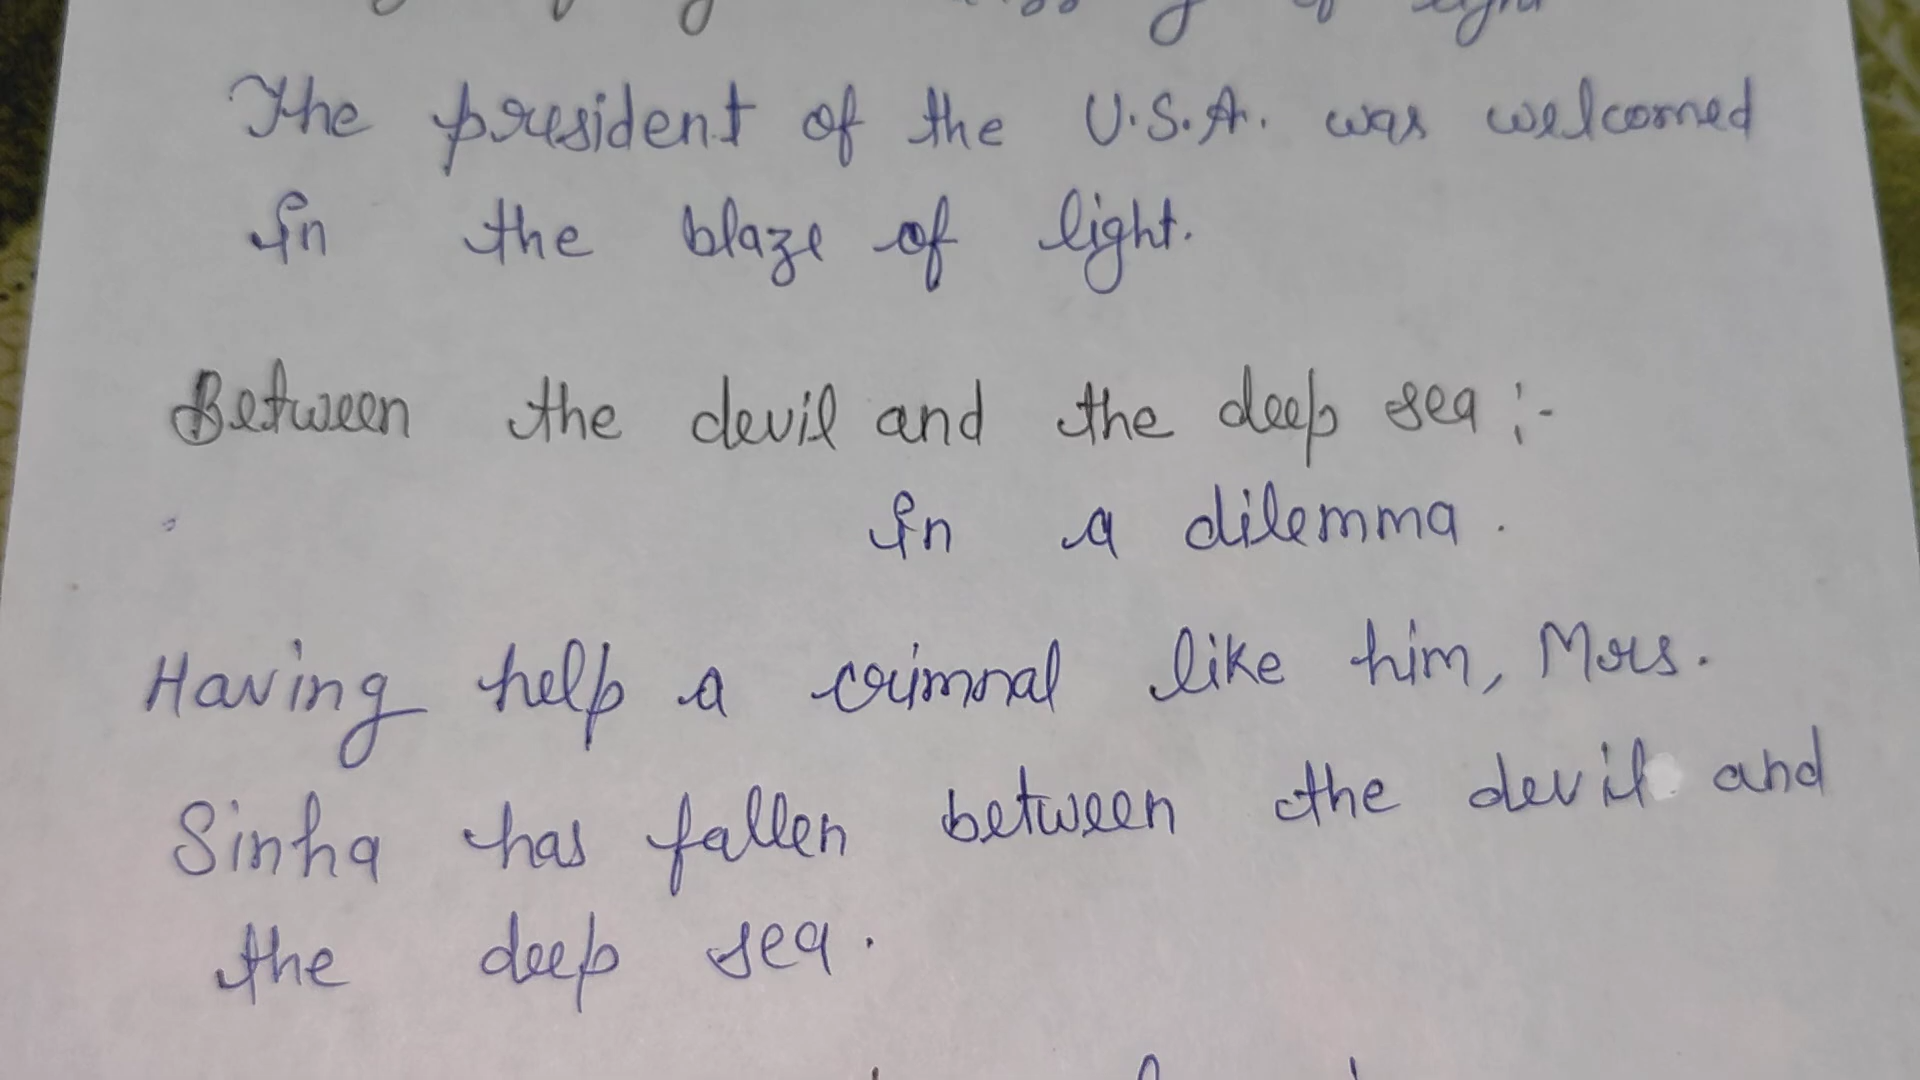 The president of the U.S.A. was welcomed
in the blaze of light.
Between the devil and the deep sea :-
in a dilemma.
Having help a crimnal like him, Mrs.
Sinha has fallen between the devil and
the deep sea.